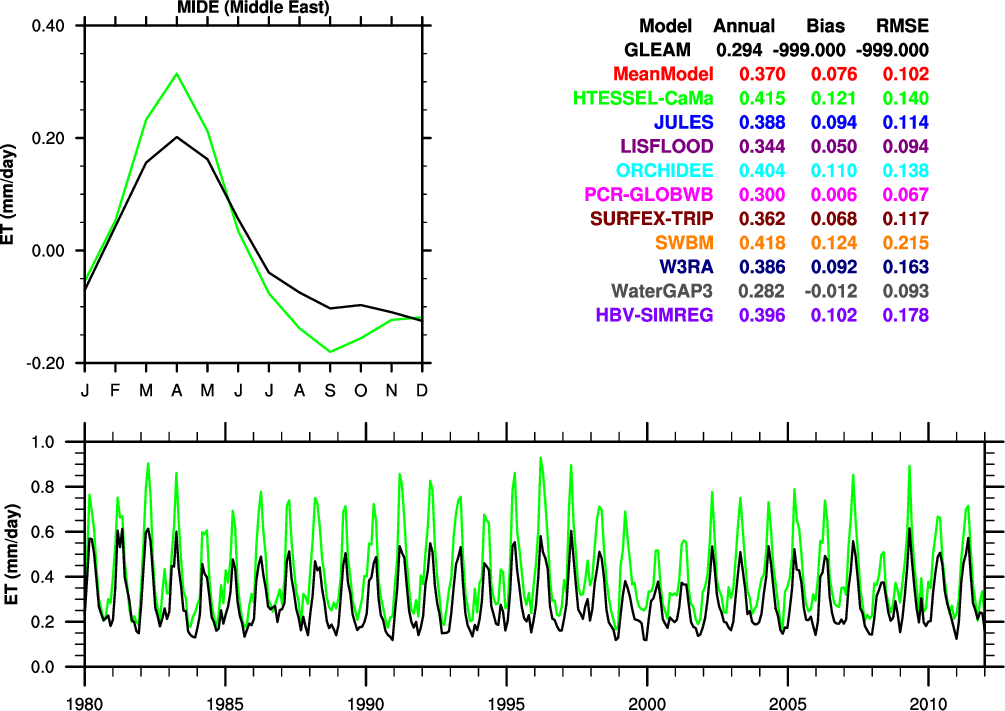 MIDE (Middle East)
0.40
0.20
0.00
-0.20
ET (mm/day)
J F M A M J J A S O N D
Model Annual Bias RMSE
GLEAM 0.294 -999.000 -999.000
MeanModel 0.370 0.076 0.102
HTESSEL-CaMa 0.415 0.121 0.140
JULES 0.388 0.094 0.114
LISFLOOD 0.344 0.050 0.094
ORCHIDEE 0.404 0.110 0.138
PCR-GLOBWB 0.300 0.006 0.067
SURFEX-TRIP 0.362 0.068 0.117
SWBM 0.418 0.124 0.215
W3RA 0.386 0.092 0.163
WaterGAP3 0.282 -0.012 0.093
HBV-SIMREG 0.396 0.102 0.178
1.0
0.8
0.6
0.4
0.2
0.0
ET (mm/day)
1980 1985 1990 1995 2000 2005 2010